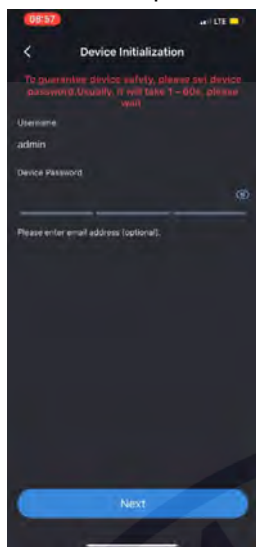 08:57
LTE
Device Initialization
To guarantee device safety, please set device
password.Usually, it will take 1 - 60s, please
wait
Username
admin
Device Password
Please enter email address (optional).
Next